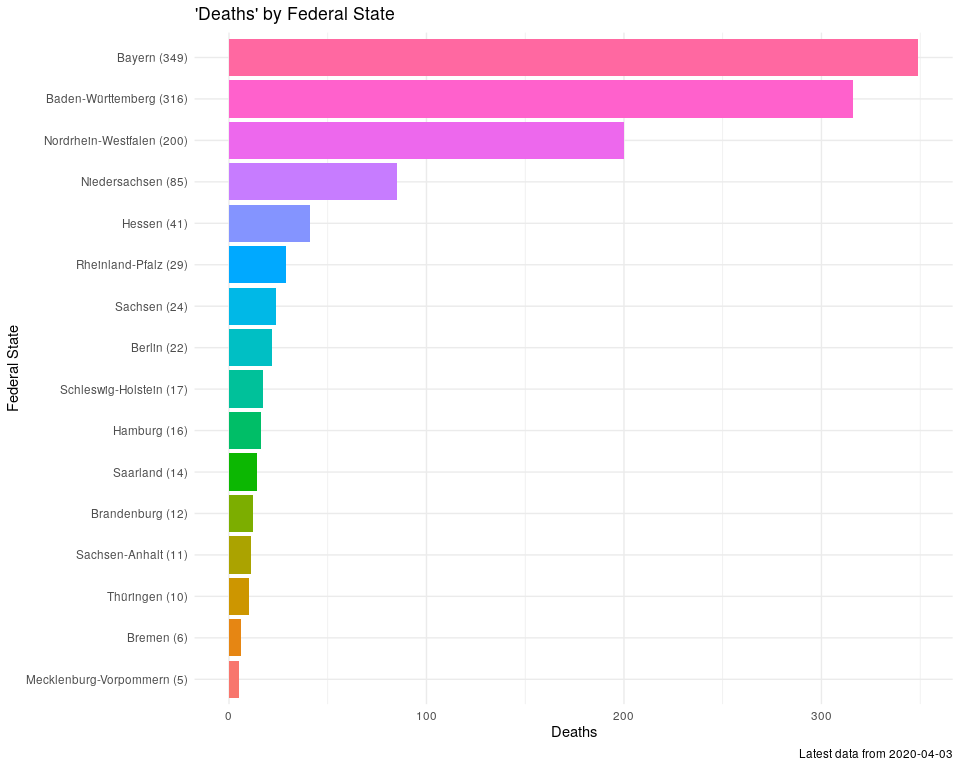 'Deaths' by Federal State
Federal State
Bayern (349)
Baden-Württemberg (316)
Nordrhein-Westfalen (200)
Niedersachsen (85)
Hessen (41)
Rheinland-Pfalz (29)
Sachsen (24)
Berlin (22)
Schleswig-Holstein (17)
Hamburg (16)
Saarland (14)
Brandenburg (12)
Sachsen-Anhalt (11)
Thüringen (10)
Bremen (6)
Mecklenburg-Vorpommern (5)
0 100 200 300
Deaths
Latest data from 2020-04-03